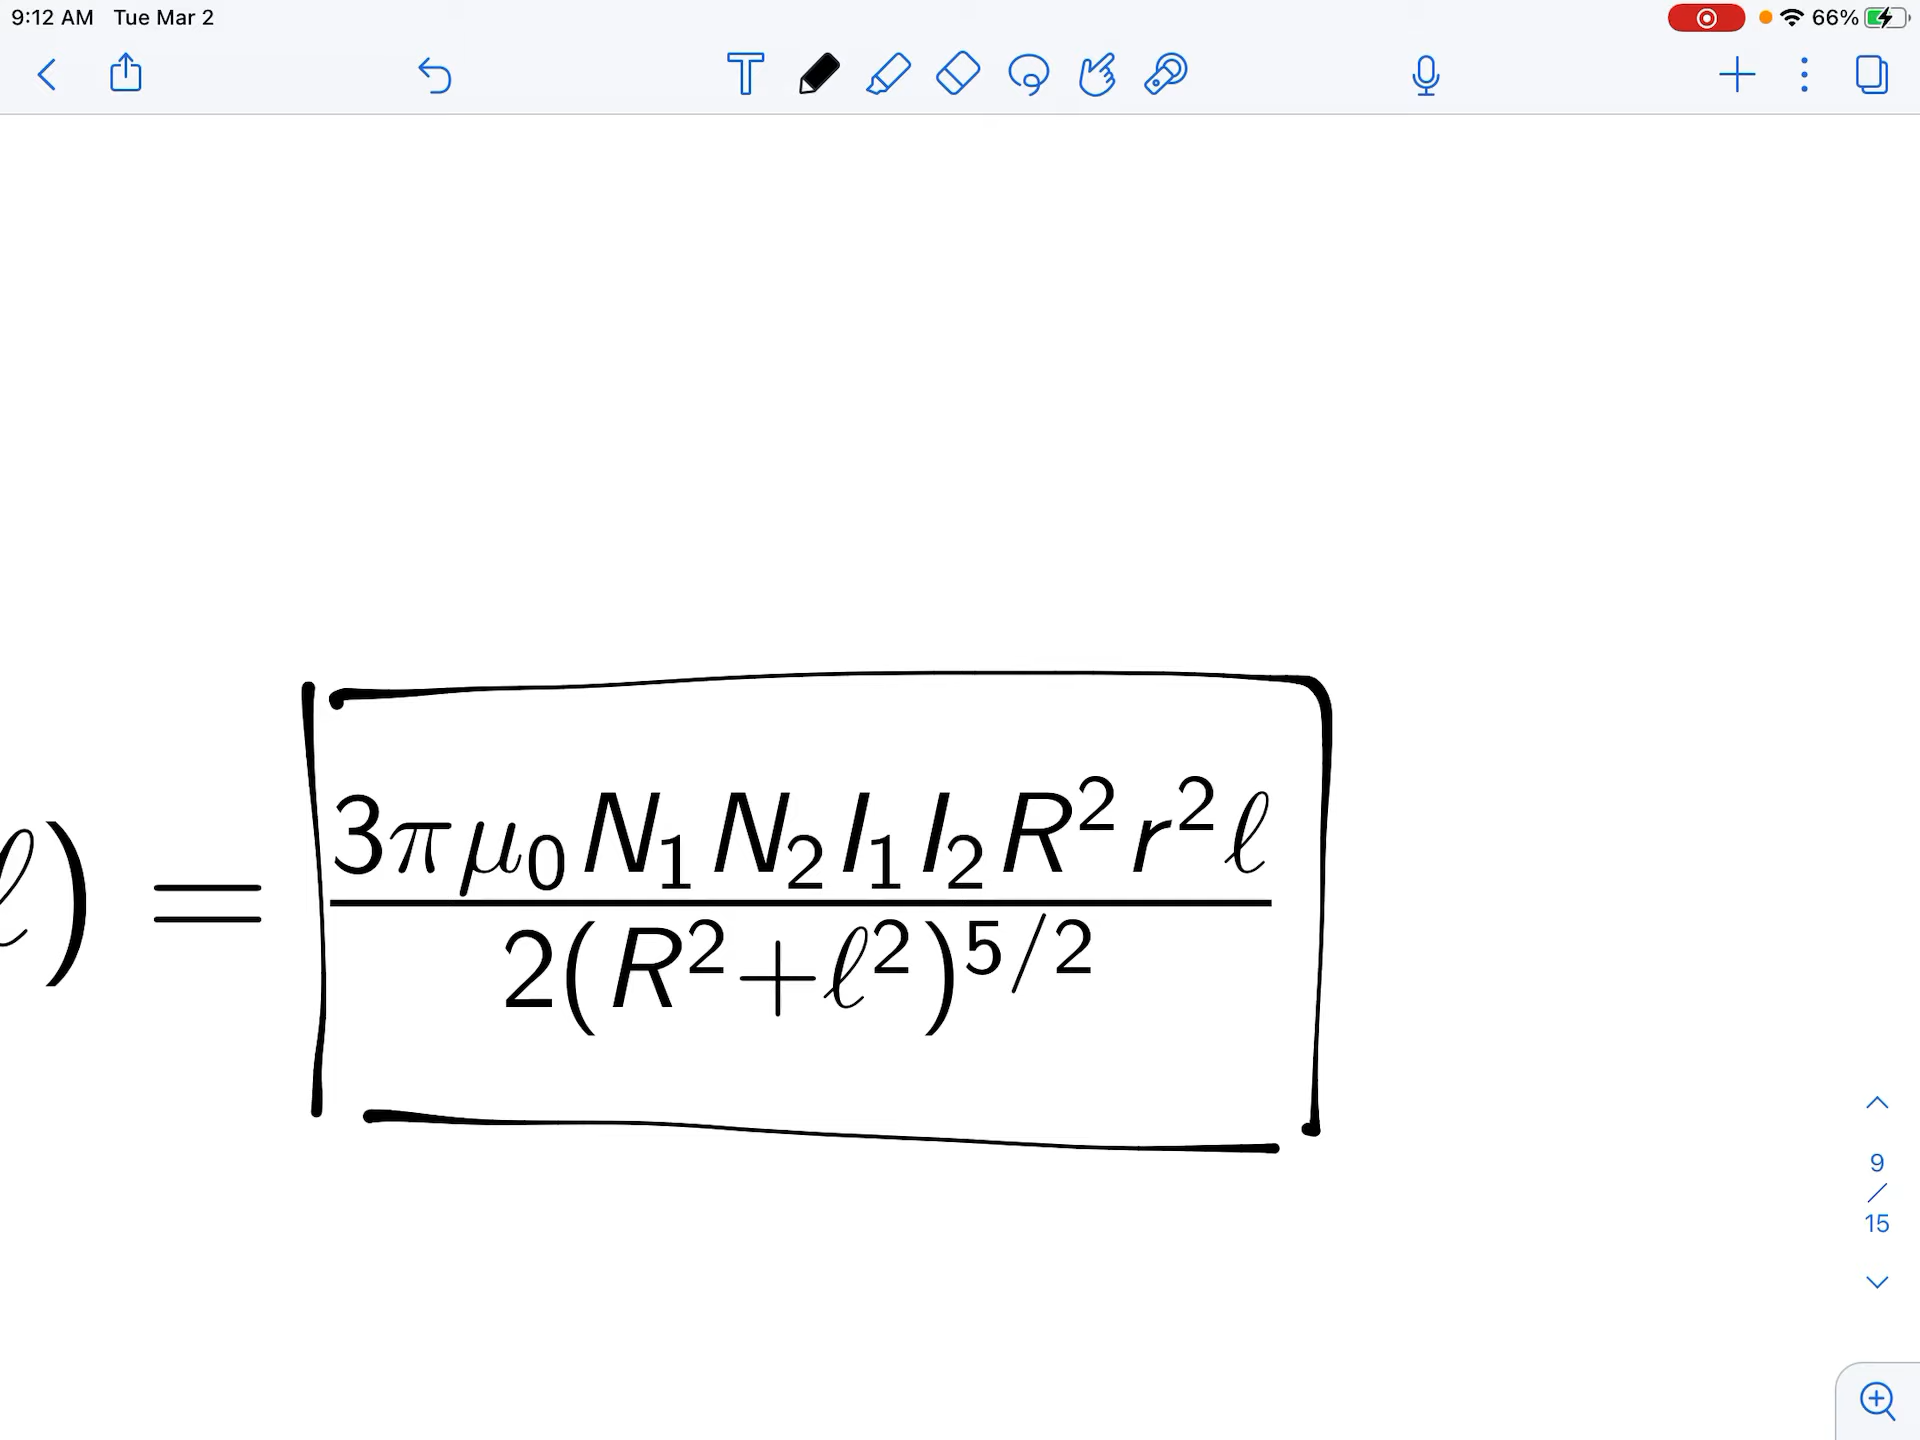 9:12 AM Tue Mar 2
66%
T
ℓ) = 3πμ₀N₁N₂I₁I₂R²r²ℓ
2(R²+ℓ²)^5/2
9
/
15